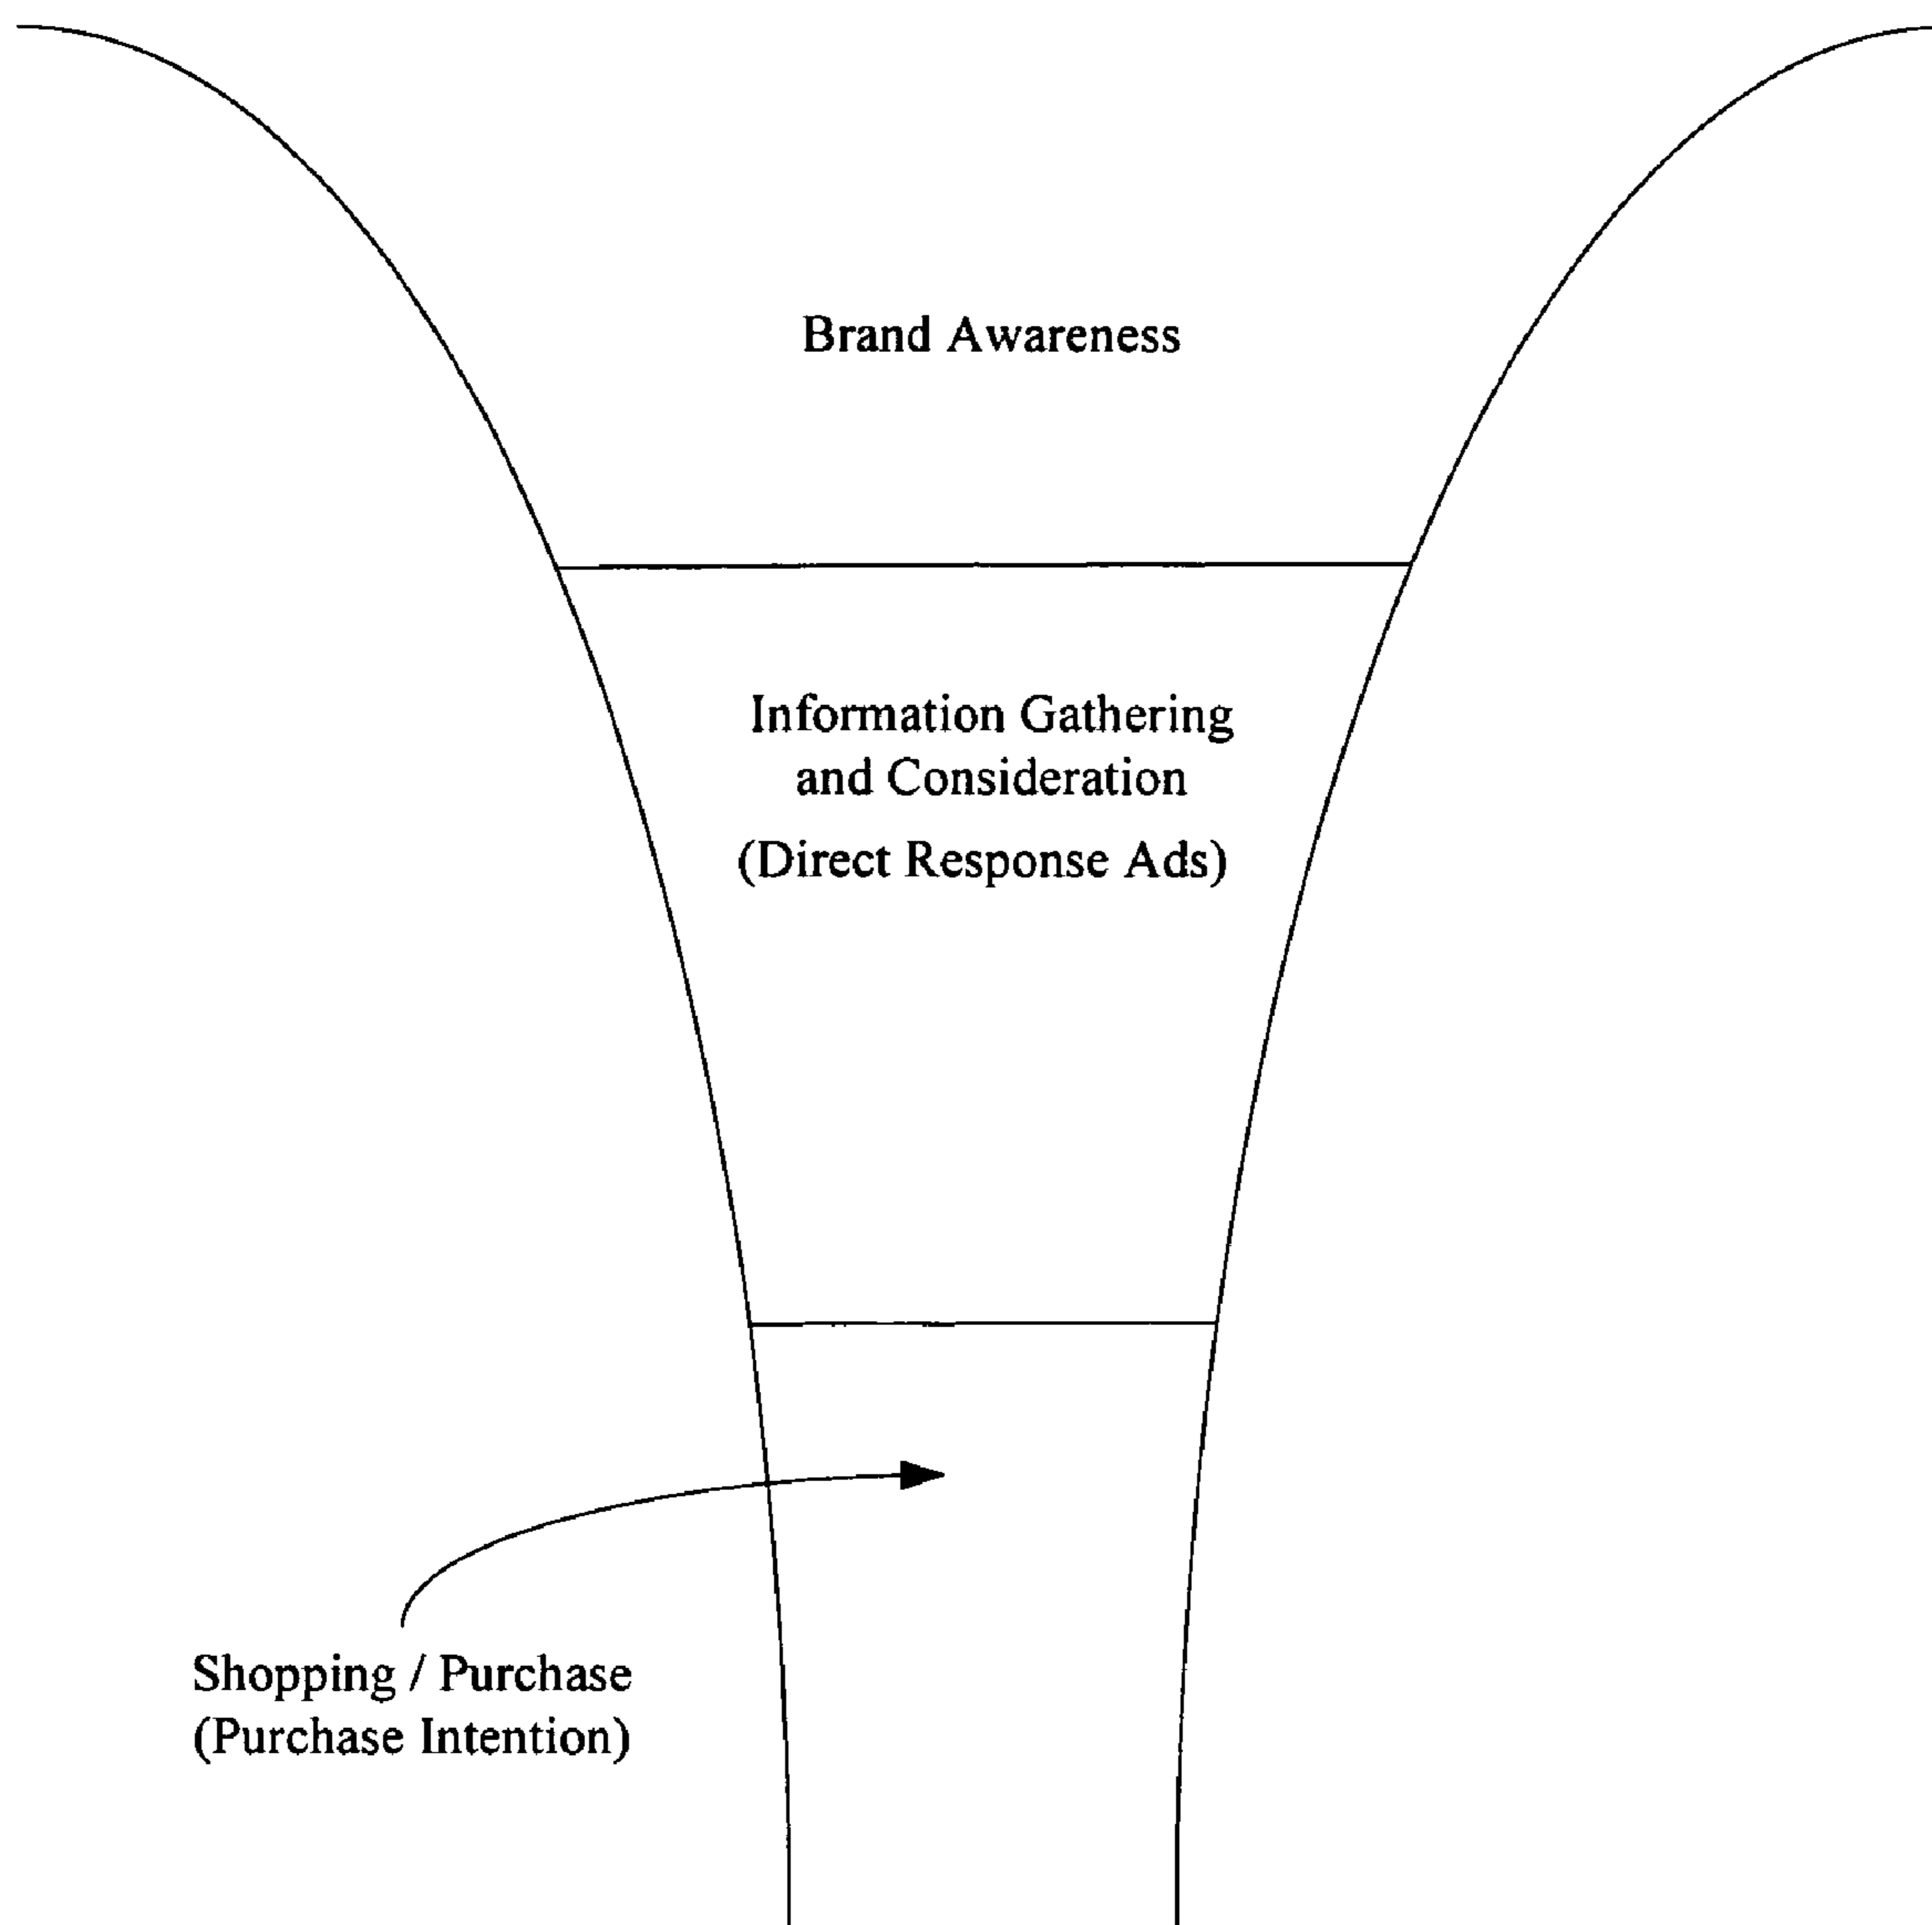 Brand Awareness
Information Gathering
and Consideration
(Direct Response Ads)
Shopping / Purchase
(Purchase Intention)